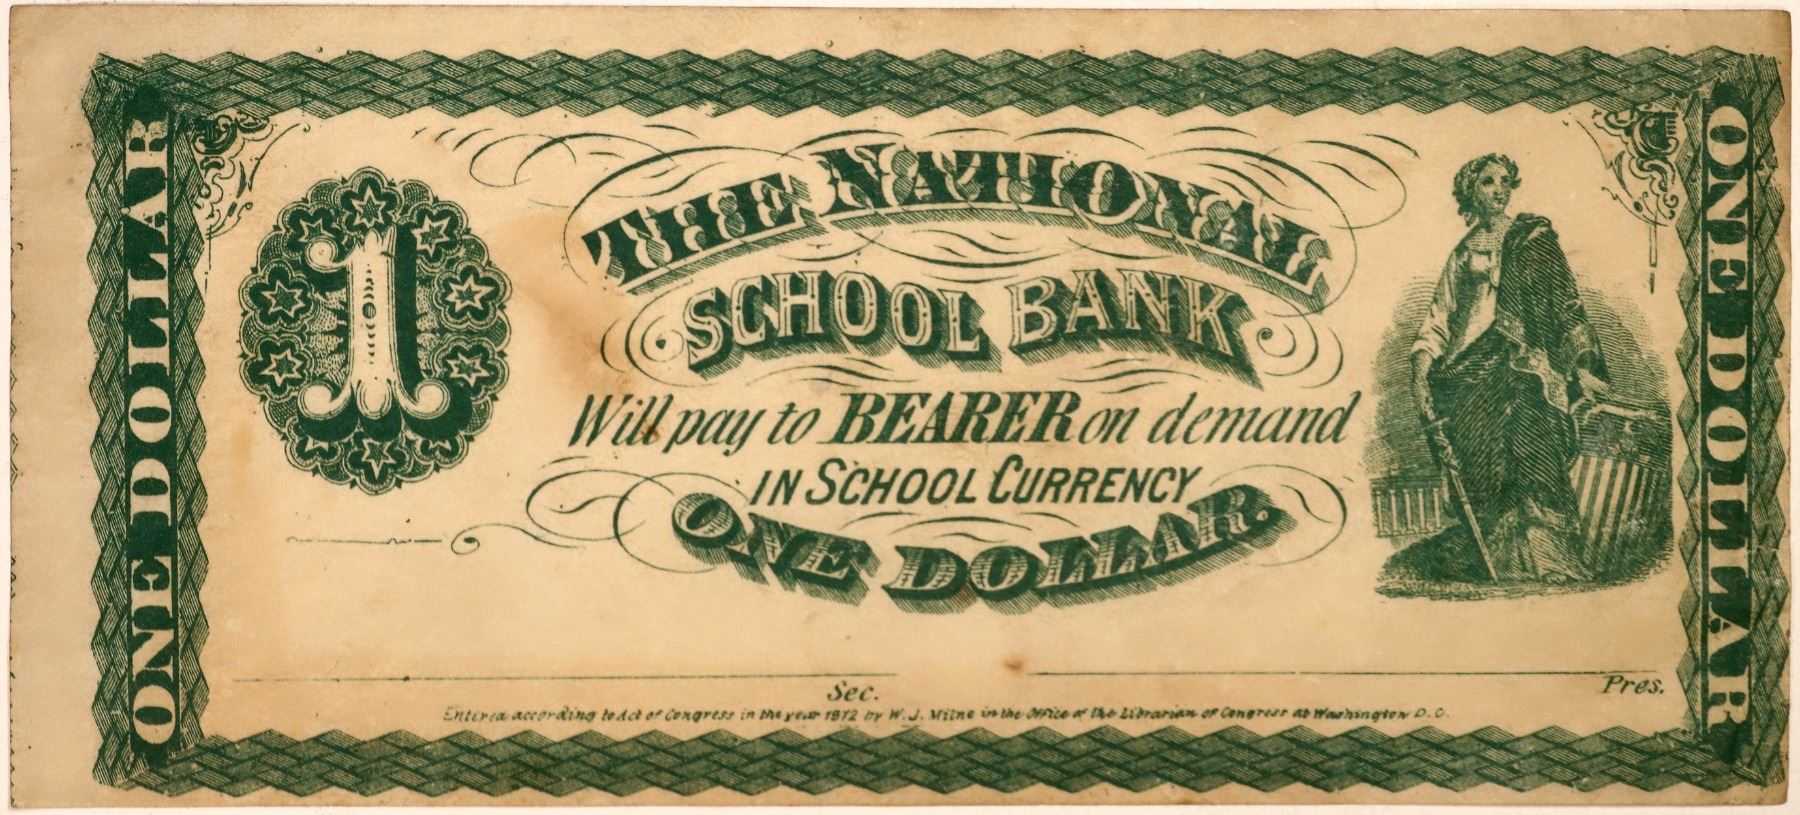 ONE DOLLAR
1
THE NATIONAL
SCHOOL BANK
Will pay to BEARER on demand
IN SCHOOL CURRENCY
ONE DOLLAR.
ONE DOLLAR
Sec.
Pres.
Entered according to Act of Congress in the year 1872 by W. J. Milne in the Office of the Librarian of Congress at Washington D. C.